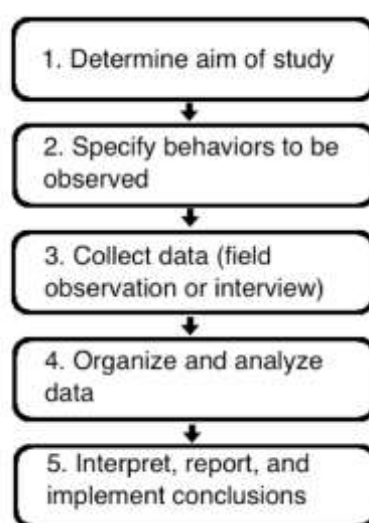 1. Determine aim of study
2. Specify behaviors to be
observed
3. Collect data (field
observation or interview)
4. Organize and analyze
data
5. Interpret, report, and
implement conclusions